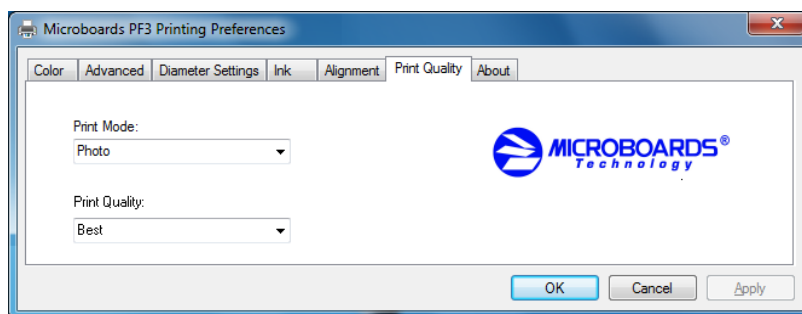 Microboards PF3 Printing Preferences
Color Advanced Diameter Settings Ink Alignment Print Quality About
Print Mode:
Photo
MICROBOARDS®
Technology
Print Quality:
Best
OK Cancel Apply